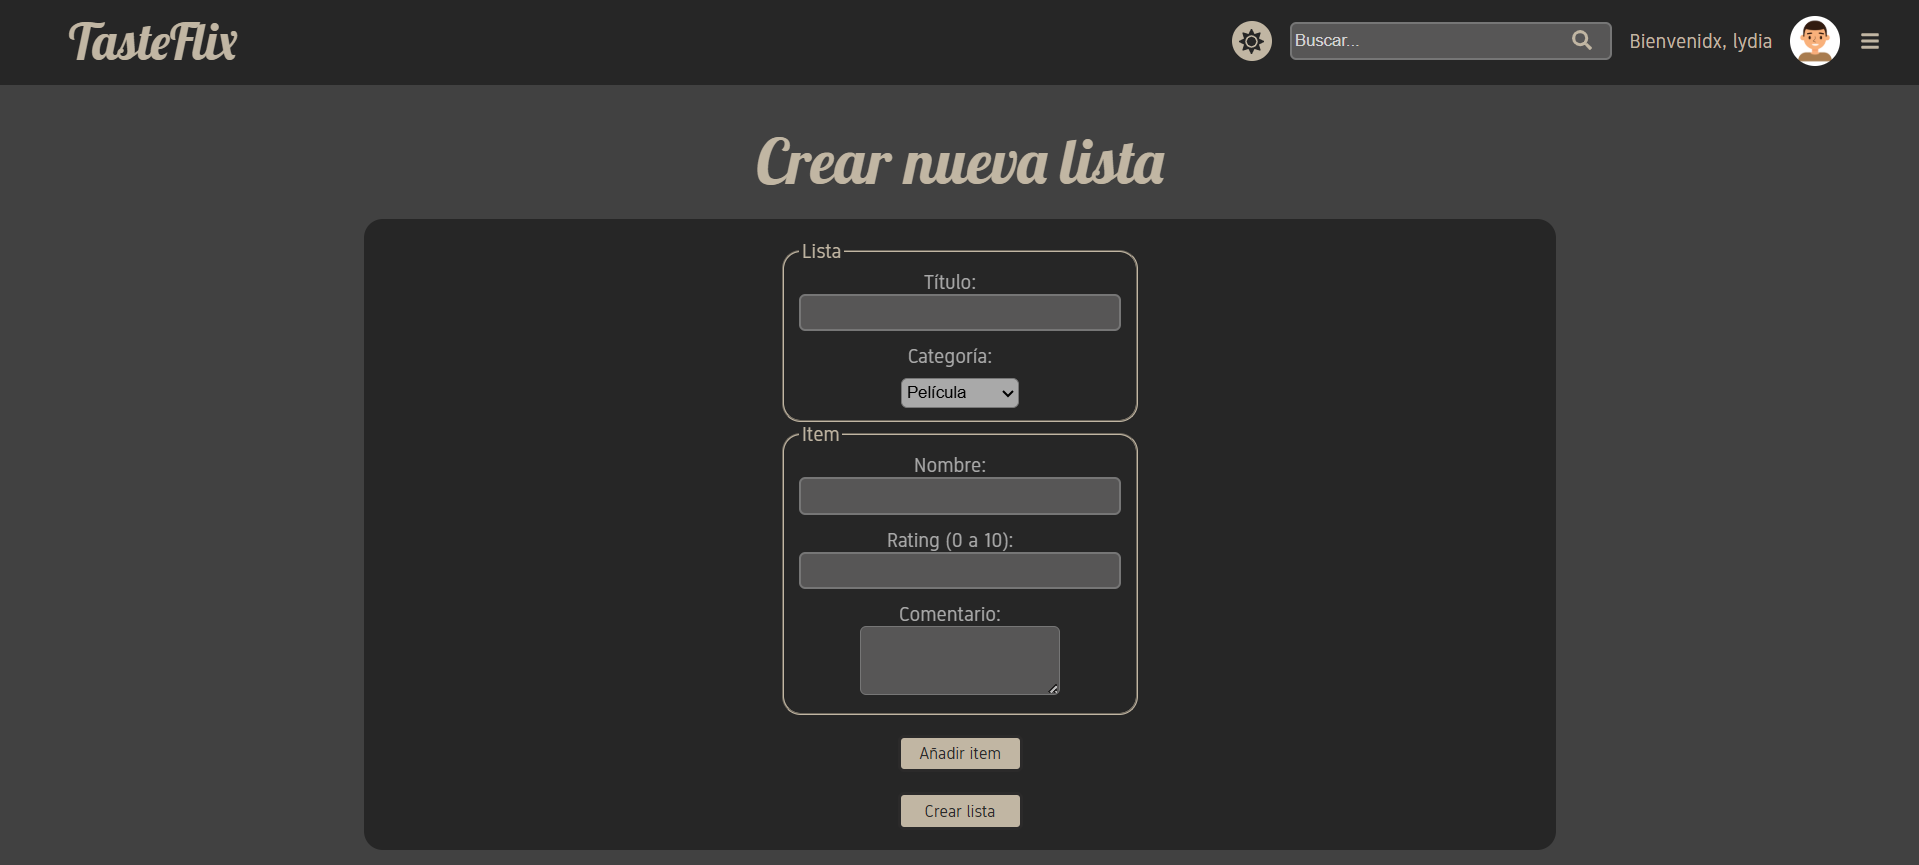 TasteFlix
Buscar...
Bienvenidx, lydia
Crear nueva lista
Lista
Título:
Categoría:
Película
Item
Nombre:
Rating (0 a 10):
Comentario:
Añadir item
Crear lista